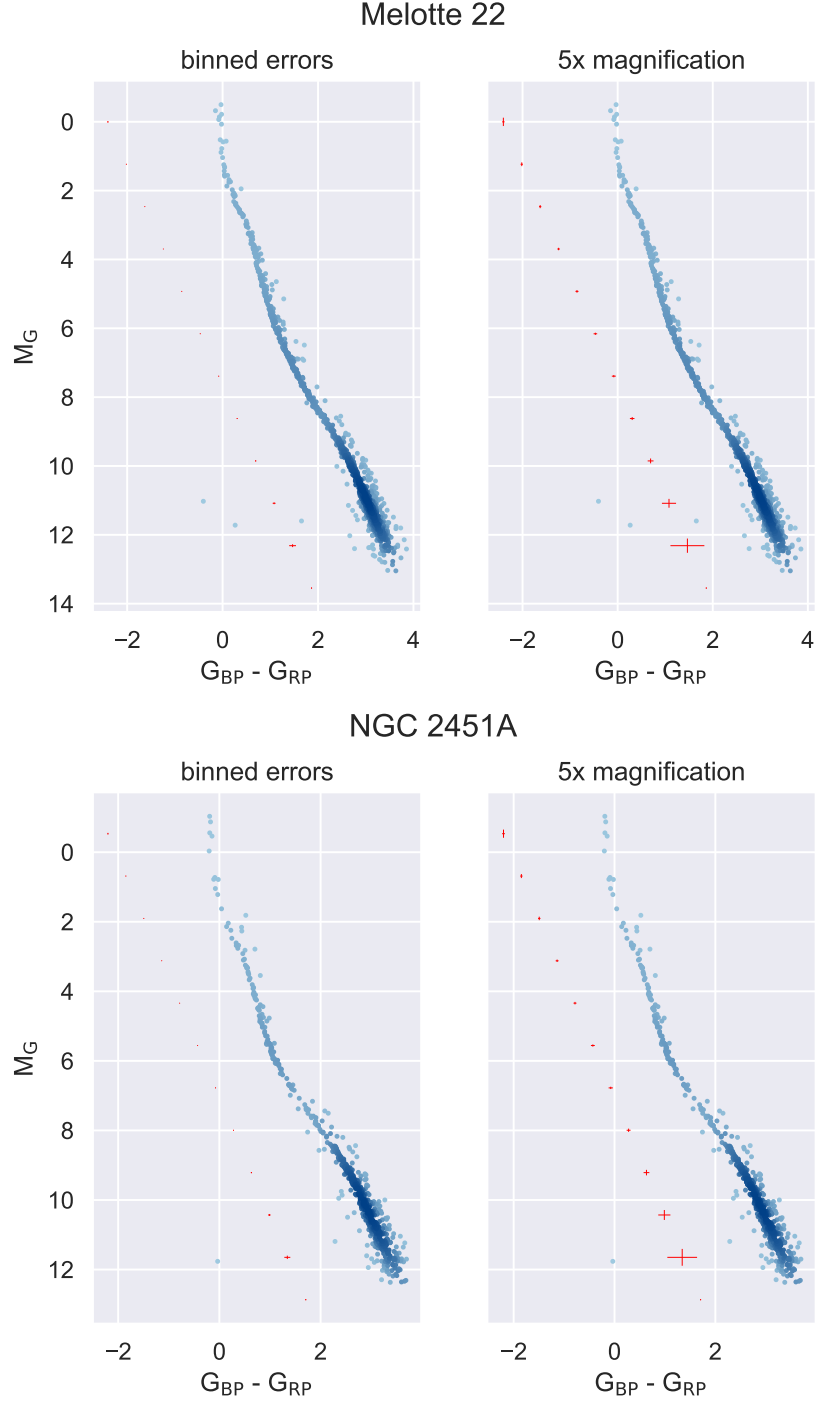 Melotte 22
binned errors
5x magnification
0
2
4
6
8
10
12
14
M_G
−2 0 2 4
−2 0 2 4
G_BP - G_RP
G_BP - G_RP
NGC 2451A
binned errors
5x magnification
0
2
4
6
8
10
12
M_G
−2 0 2
−2 0 2
G_BP - G_RP
G_BP - G_RP